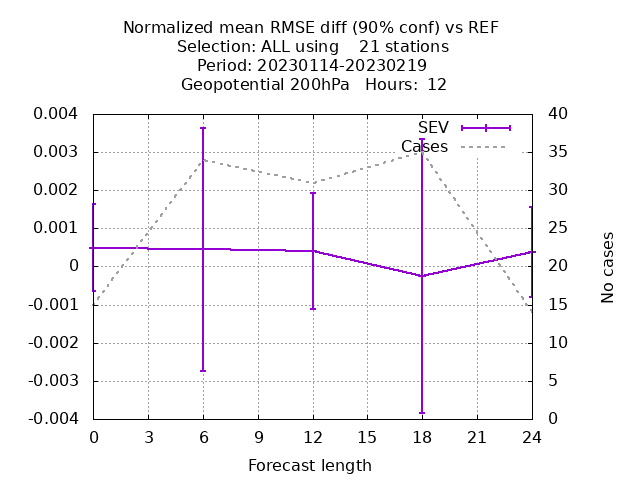 Normalized mean RMSE diff (90% conf) vs REF
Selection: ALL using    21 stations
Period: 20230114-20230219
Geopotential 200hPa   Hours:  12
SEV
Cases
0.004
0.003
0.002
0.001
0
-0.001
-0.002
-0.003
-0.004
40
35
30
25
20
15
10
5
0
No cases
0 3 6 9 12 15 18 21 24
Forecast length